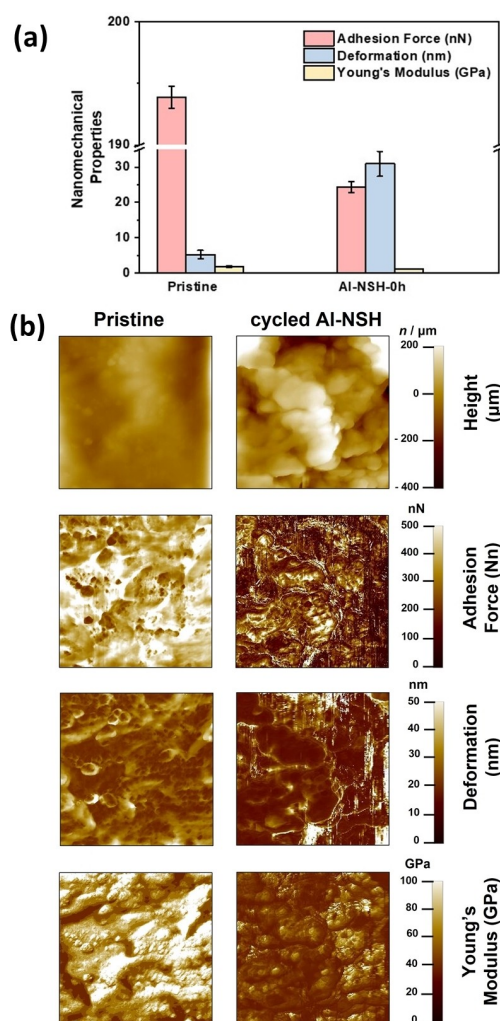 (a)
200
190
30
20
10
0
Nanomechanical
Properties
Adhesion Force (nN)
Deformation (nm)
Young's Modulus (GPa)
Pristine
Al-NSH-0h
(b)
Pristine
cycled Al-NSH
n / µm
200
0
- 200
- 400
Height
(µm)
nN
500
400
300
200
100
0
Adhesion
Force (Nn)
nm
50
40
30
20
10
0
Deformation
(nm)
GPa
100
80
60
40
20
0
Young's
Modulus (GPa)